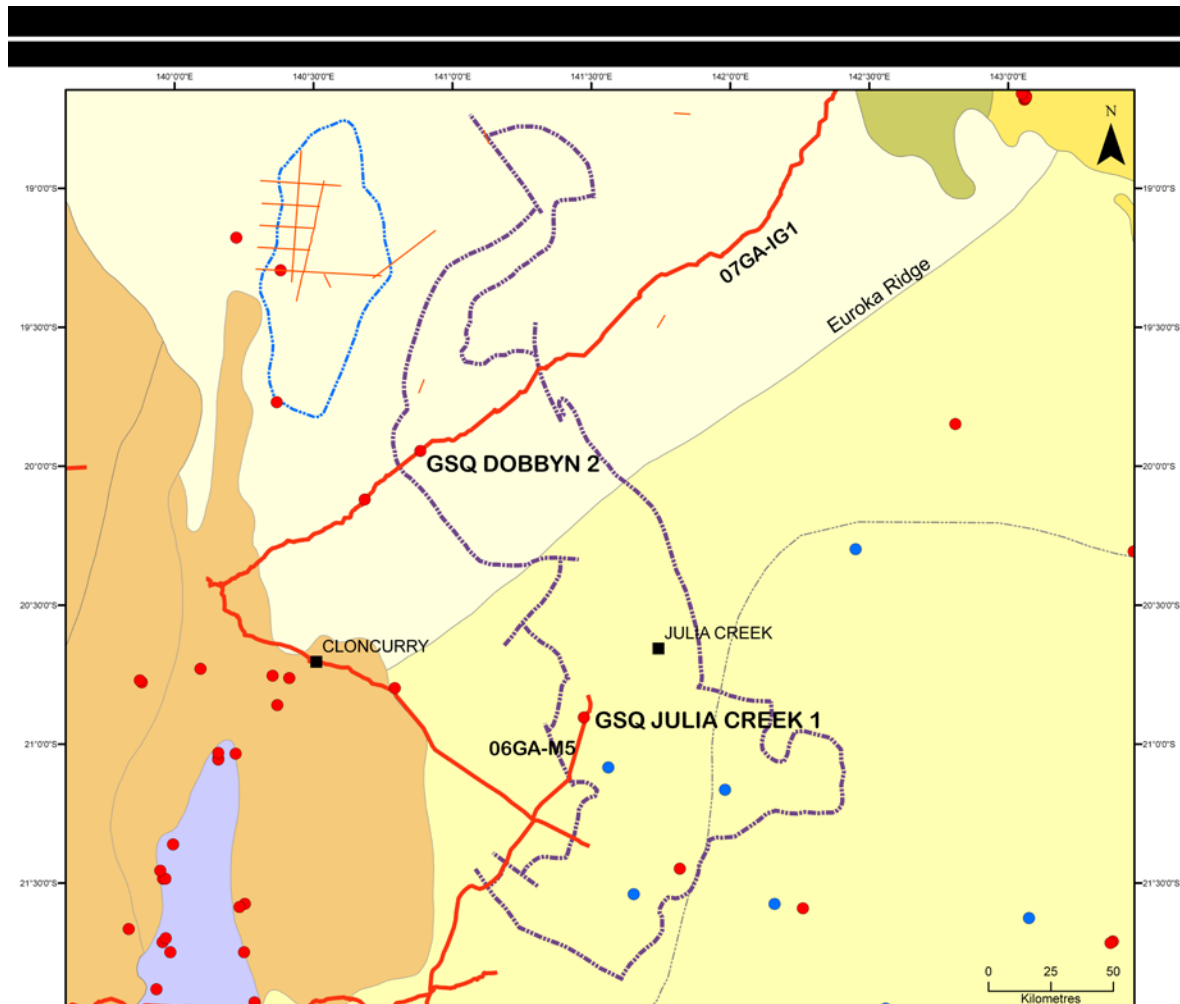 140°0'0"E 140°30'0"E 141°0'0"E 141°30'0"E 142°0'0"E 142°30'0"E 143°0'0"E
N
19°0'0"S 19°0'0"S
07GA-IG1
Euroka Ridge
19°30'0"S 19°30'0"S
GSQ DOBBYN 2
20°0'0"S 20°0'0"S
20°30'0"S 20°30'0"S
JULIA CREEK
CLONCURRY
GSQ JULIA CREEK 1
06GA-M5
21°0'0"S 21°0'0"S
21°30'0"S 21°30'0"S
0 25 50
Kilometres